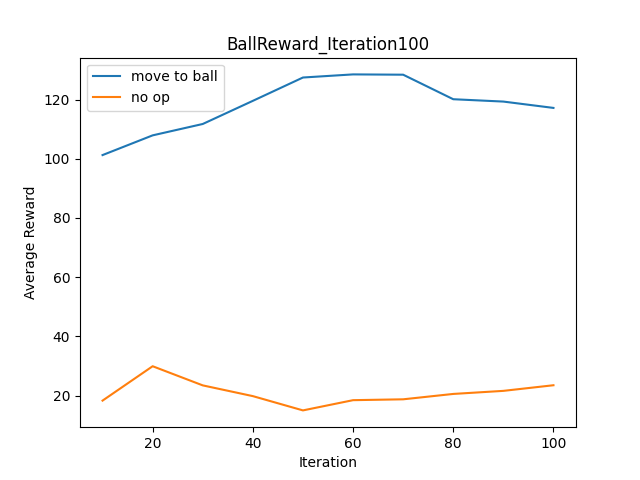 BallReward_Iteration100
move to ball
no op
120
100
80
60
40
20
Average Reward
20 40 60 80 100
Iteration